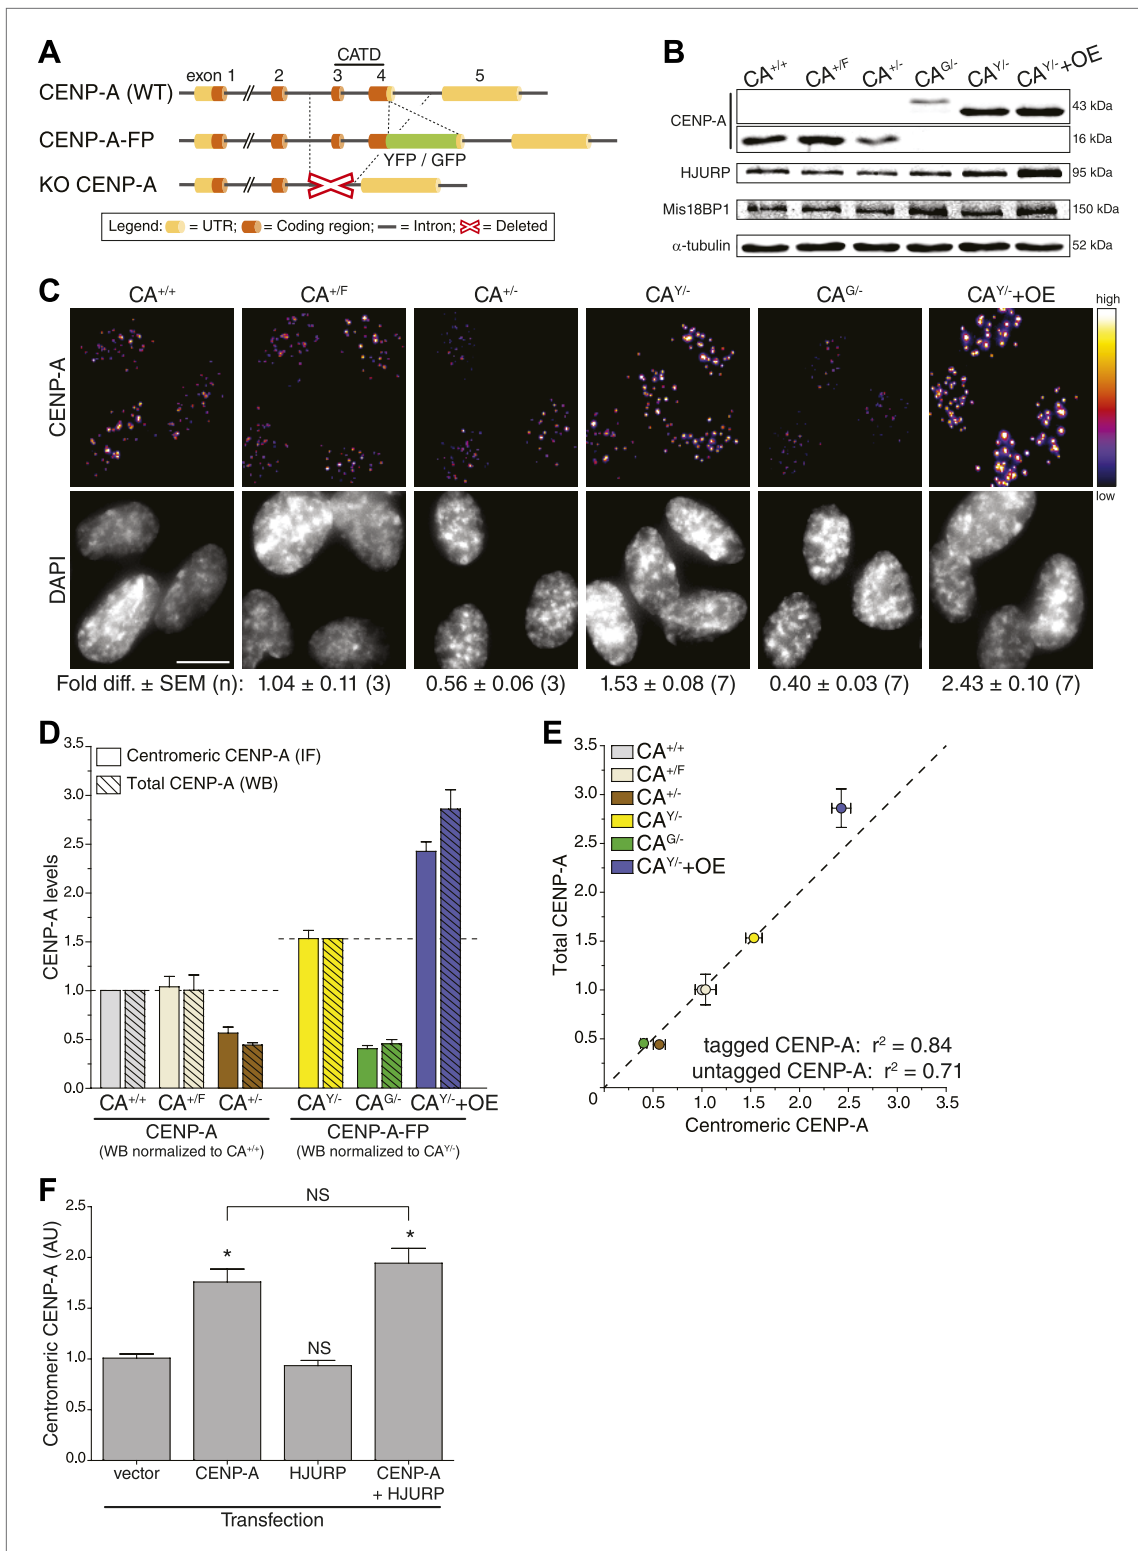 A
CATD
exon 1 2 3 4 5
CENP-A (WT)
CENP-A-FP
YFP / GFP
KO CENP-A
Legend: = UTR; = Coding region; = Intron; = Deleted
B
CA+/+ CA+/F CA+/- CAG/- CAY/- CAY/-+OE
CENP-A
43 kDa
16 kDa
HJURP 95 kDa
Mis18BP1 150 kDa
α-tubulin 52 kDa
C
CA+/+ CA+/F CA+/- CAY/- CAG/- CAY/-+OE
CENP-A
high
low
DAPI
Fold diff. ± SEM (n): 1.04 ± 0.11 (3) 0.56 ± 0.06 (3) 1.53 ± 0.08 (7) 0.40 ± 0.03 (7) 2.43 ± 0.10 (7)
D
CENP-A levels
3.5
3.0
2.5
2.0
1.5
1.0
0.5
0.0
Centromeric CENP-A (IF)
Total CENP-A (WB)
CA+/+ CA+/F CA+/- CAY/- CAG/- CAY/-+OE
CENP-A CENP-A-FP
(WB normalized to CA+/+) (WB normalized to CAY/-)
E
Total CENP-A
3.5
3.0
2.5
2.0
1.5
1.0
0.5
0
CA+/+
CA+/F
CA+/-
CAY/-
CAG/-
CAY/-+OE
tagged CENP-A: r2 = 0.84
untagged CENP-A: r2 = 0.71
0.5 1.0 1.5 2.0 2.5 3.0 3.5
Centromeric CENP-A
F
Centromeric CENP-A (AU)
2.5
2.0
1.5
1.0
0.5
0.0
NS
* *
NS
vector CENP-A HJURP CENP-A
+ HJURP
Transfection